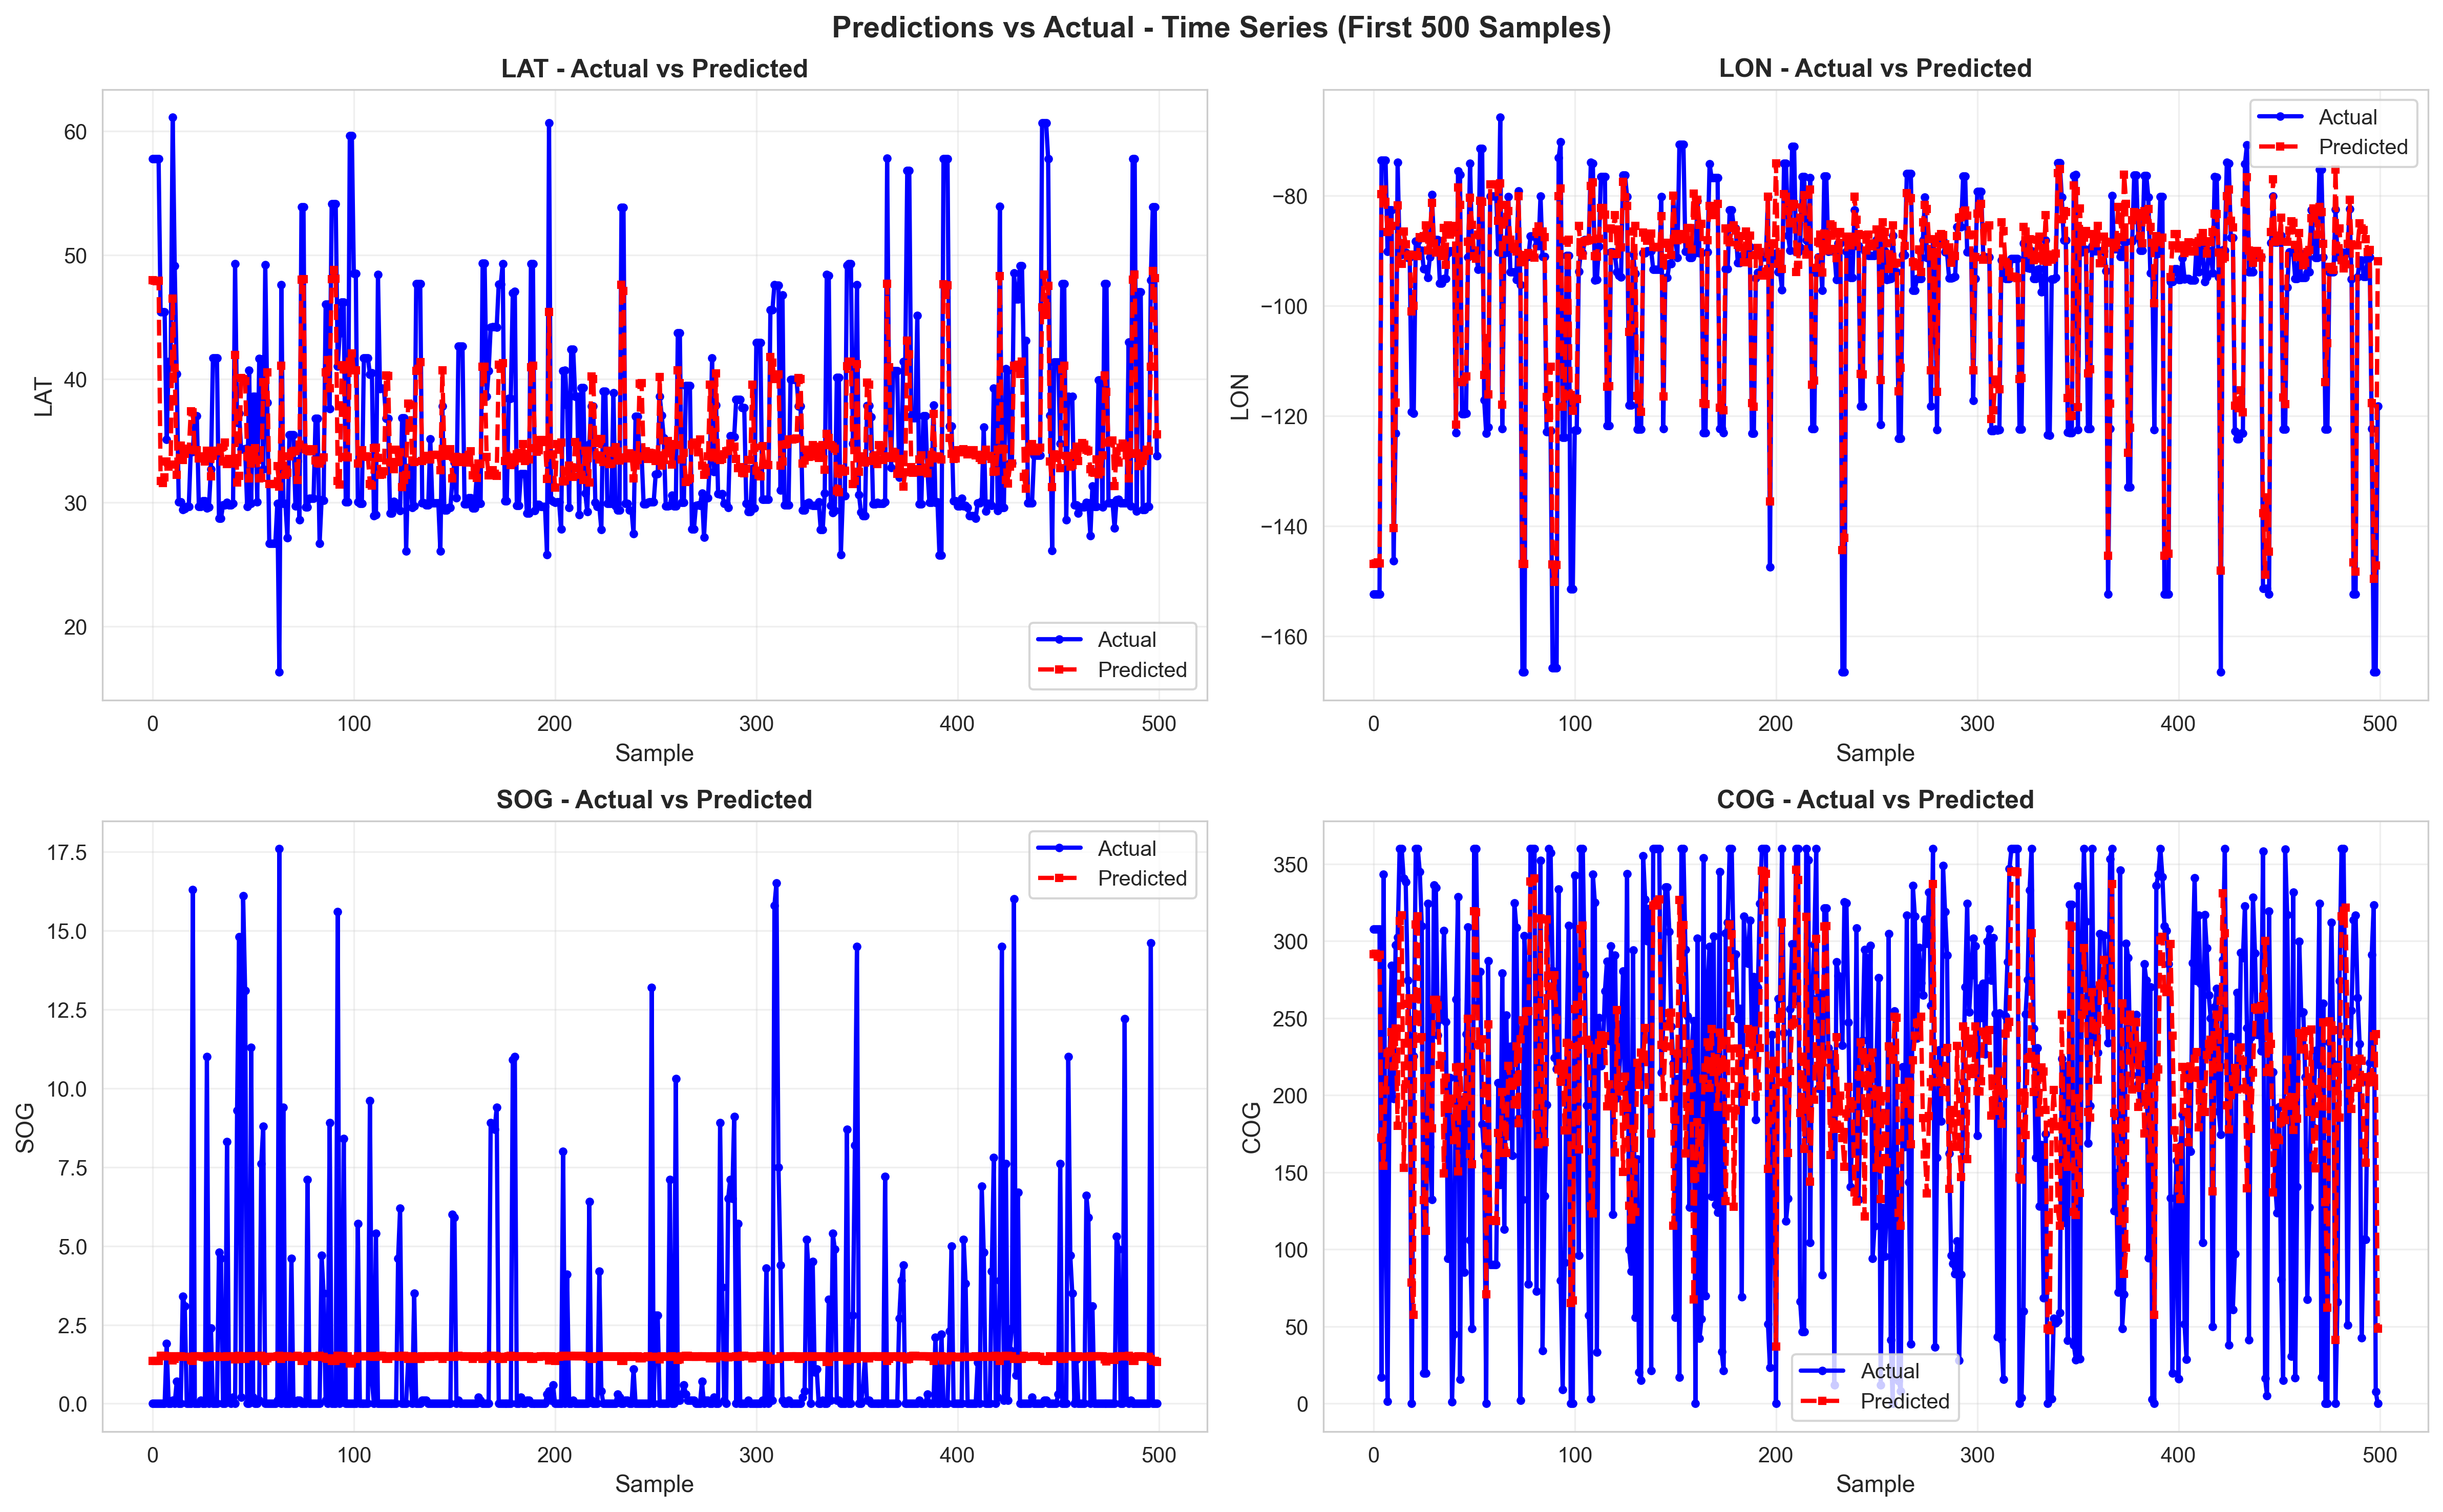 Predictions vs Actual - Time Series (First 500 Samples)
LAT - Actual vs Predicted
60
50
40
30
20
LAT
0
100
200
300
400
500
Sample
Actual
Predicted
LON - Actual vs Predicted
−80
−100
−120
−140
−160
LON
0
100
200
300
400
500
Sample
Actual
Predicted
SOG - Actual vs Predicted
17.5
15.0
12.5
10.0
7.5
5.0
2.5
0.0
SOG
0
100
200
300
400
500
Sample
Actual
Predicted
COG - Actual vs Predicted
350
300
250
200
150
100
50
0
COG
0
100
200
300
400
500
Sample
Actual
Predicted